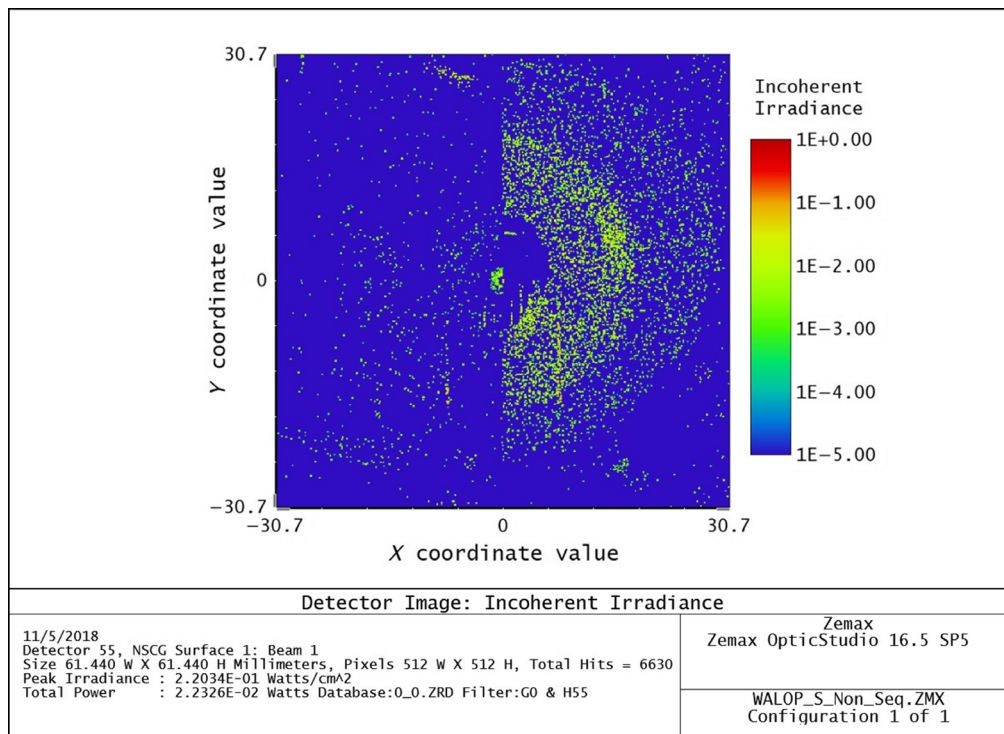 30.7
Y coordinate value
0
−30.7
−30.7
0
30.7
X coordinate value
Incoherent
Irradiance
1E+0.00
1E−1.00
1E−2.00
1E−3.00
1E−4.00
1E−5.00
Detector Image: Incoherent Irradiance
11/5/2018
Detector 55, NSCG Surface 1: Beam 1
Size 61.440 W X 61.440 H Millimeters, Pixels 512 W X 512 H, Total Hits = 6630
Peak Irradiance : 2.2034E-01 Watts/cm^2
Total Power : 2.2326E-02 Watts Database:0_0.ZRD Filter:G0 & H55
Zemax
Zemax OpticStudio 16.5 SP5
WALOP_S_Non_Seq.ZMX
Configuration 1 of 1